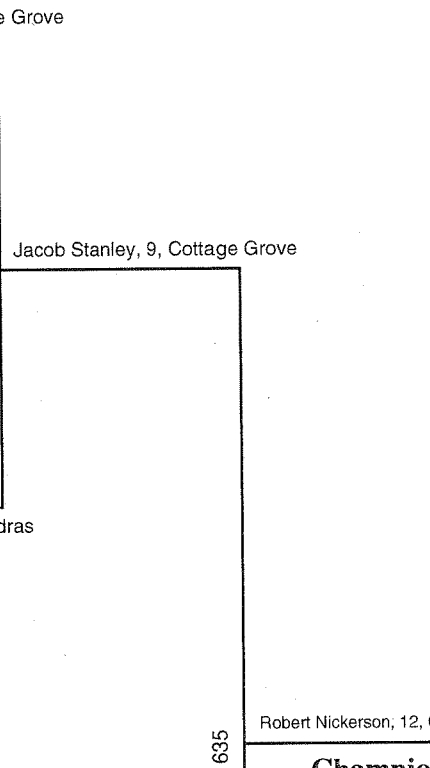 e Grove
Jacob Stanley, 9, Cottage Grove
dras
Robert Nickerson, 12,
635